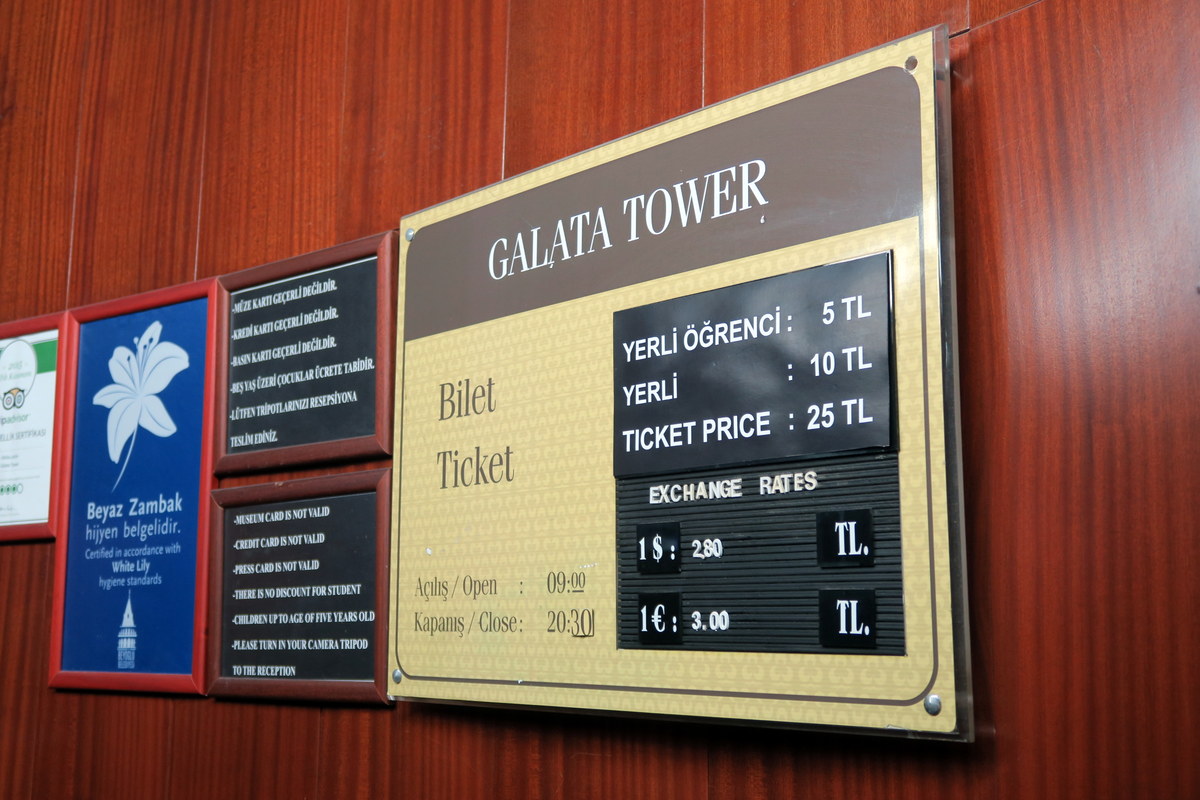 GALATA TOWER
Bilet
Ticket
Açılış / Open : 09:00
Kapanış / Close : 20:30
YERLİ ÖĞRENCİ : 5 TL
YERLİ : 10 TL
TICKET PRICE : 25 TL
EXCHANGE RATES
1 $ : 2,80 TL.
1 € : 3.00 TL.
-MÜZE KARTI GEÇERLİ DEĞİLDİR.
-KREDİ KARTI GEÇERLİ DEĞİLDİR.
-BASIN KARTI GEÇERLİ DEĞİLDİR.
-BEŞ YAŞ ÜZERİ ÇOCUKLAR ÜCRETE TABİDİR.
-LÜTFEN TRİPOTLARINIZI RESEPSİYONA
TESLİM EDİNİZ.
-MUSEUM CARD IS NOT VALID
-CREDIT CARD IS NOT VALID
-PRESS CARD IS NOT VALID
-THERE IS NO DISCOUNT FOR STUDENT
-CHILDREN UP TO AGE OF FIVE YEARS OLD
-PLEASE TURN IN YOUR CAMERA TRIPOD
TO THE RECEPTION
Beyaz Zambak
hijyen belgelidir.
Certified in accordance with
White Lily
hygiene standards